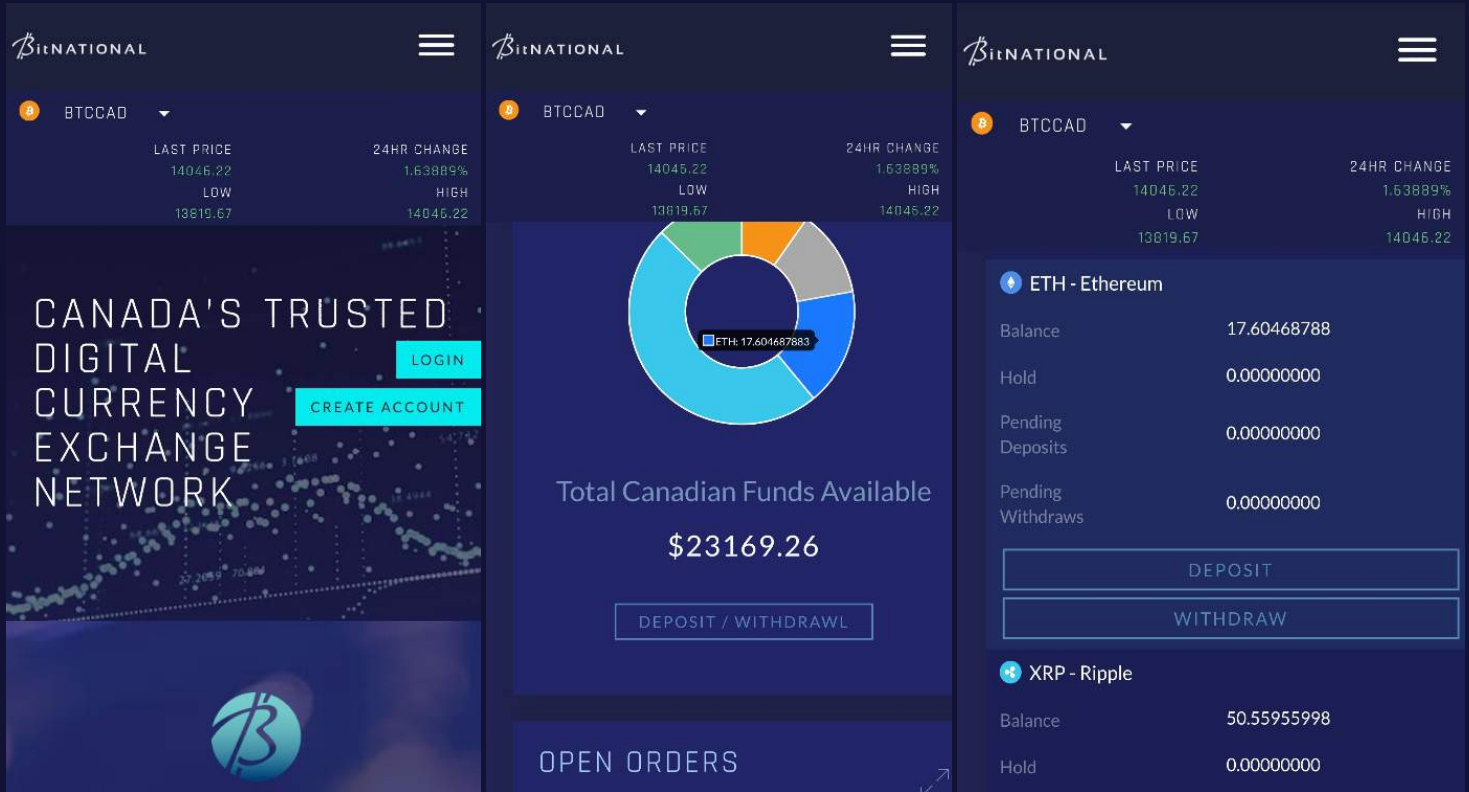 BitNATIONAL
BTCCAD
LAST PRICE 24HR CHANGE
14046.22 1.63889%
LOW HIGH
13819.67 14046.22
CANADA'S TRUSTED
DIGITAL
CURRENCY
EXCHANGE
NETWORK
LOGIN
CREATE ACCOUNT
27.2059 70.884
BitNATIONAL
BTCCAD
LAST PRICE 24HR CHANGE
14046.22 1.63889%
LOW HIGH
13819.67 14046.22
ETH: 17.604687883
Total Canadian Funds Available
$23169.26
DEPOSIT / WITHDRAWL
OPEN ORDERS
BitNATIONAL
BTCCAD
LAST PRICE 24HR CHANGE
14046.22 1.63889%
LOW HIGH
13819.67 14046.22
ETH - Ethereum
Balance 17.60468788
Hold 0.00000000
Pending
Deposits 0.00000000
Pending
Withdraws 0.00000000
DEPOSIT
WITHDRAW
XRP - Ripple
Balance 50.55955998
Hold 0.00000000